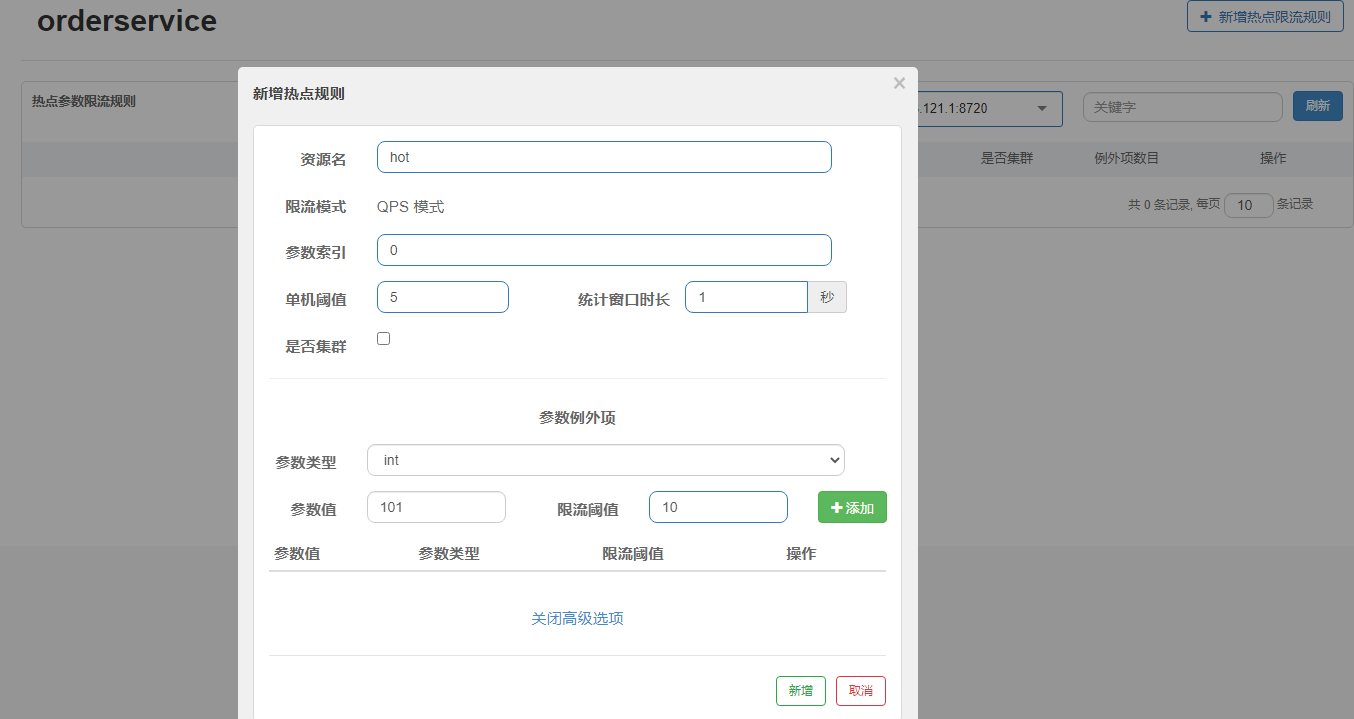 orderservice
+ 新增热点限流规则
热点参数限流规则
.121.1:8720
关键字
刷新
是否集群 例外项数目 操作
共 0 条记录, 每页 10 条记录
新增热点规则 ×
资源名 hot
限流模式 QPS 模式
参数索引 0
单机阈值 5 统计窗口时长 1 秒
是否集群
参数例外项
参数类型 int
参数值 101 限流阈值 10 +添加
参数值 参数类型 限流阈值 操作
关闭高级选项
新增 取消